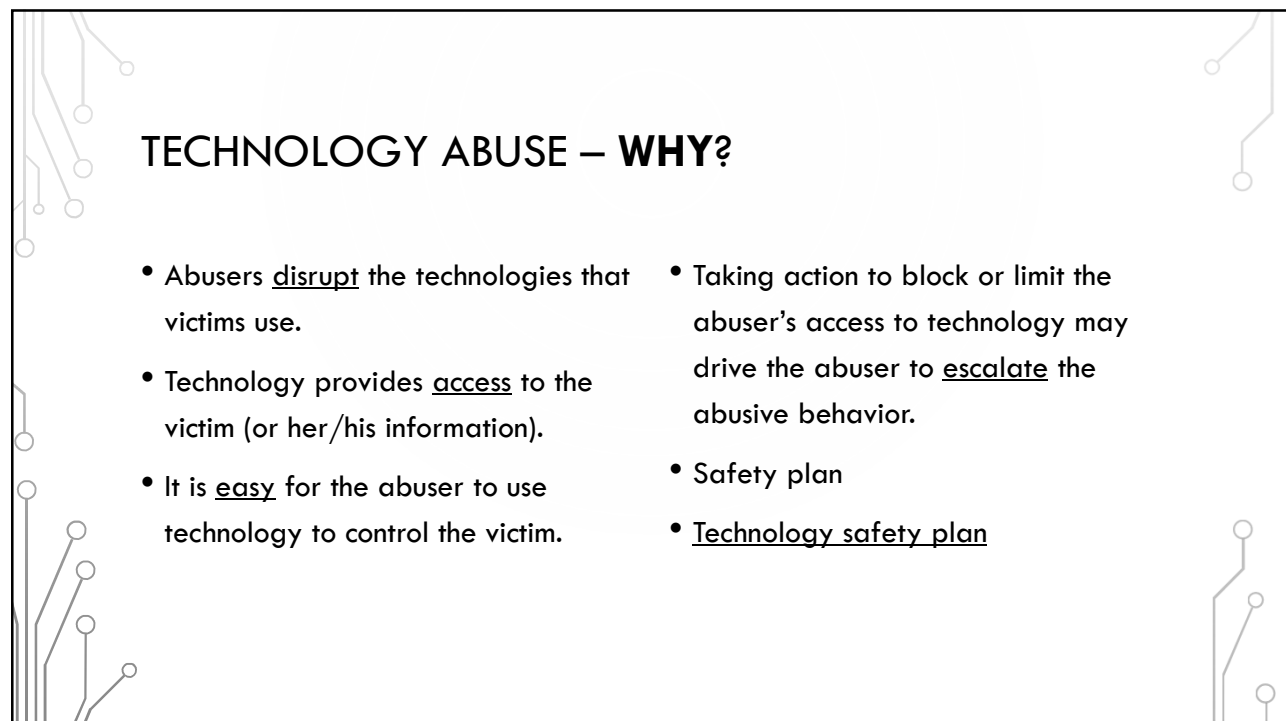 TECHNOLOGY ABUSE – WHY?
• Abusers disrupt the technologies that
victims use.
• Technology provides access to the
victim (or her/his information).
• It is easy for the abuser to use
technology to control the victim.
• Taking action to block or limit the
abuser’s access to technology may
drive the abuser to escalate the
abusive behavior.
• Safety plan
• Technology safety plan